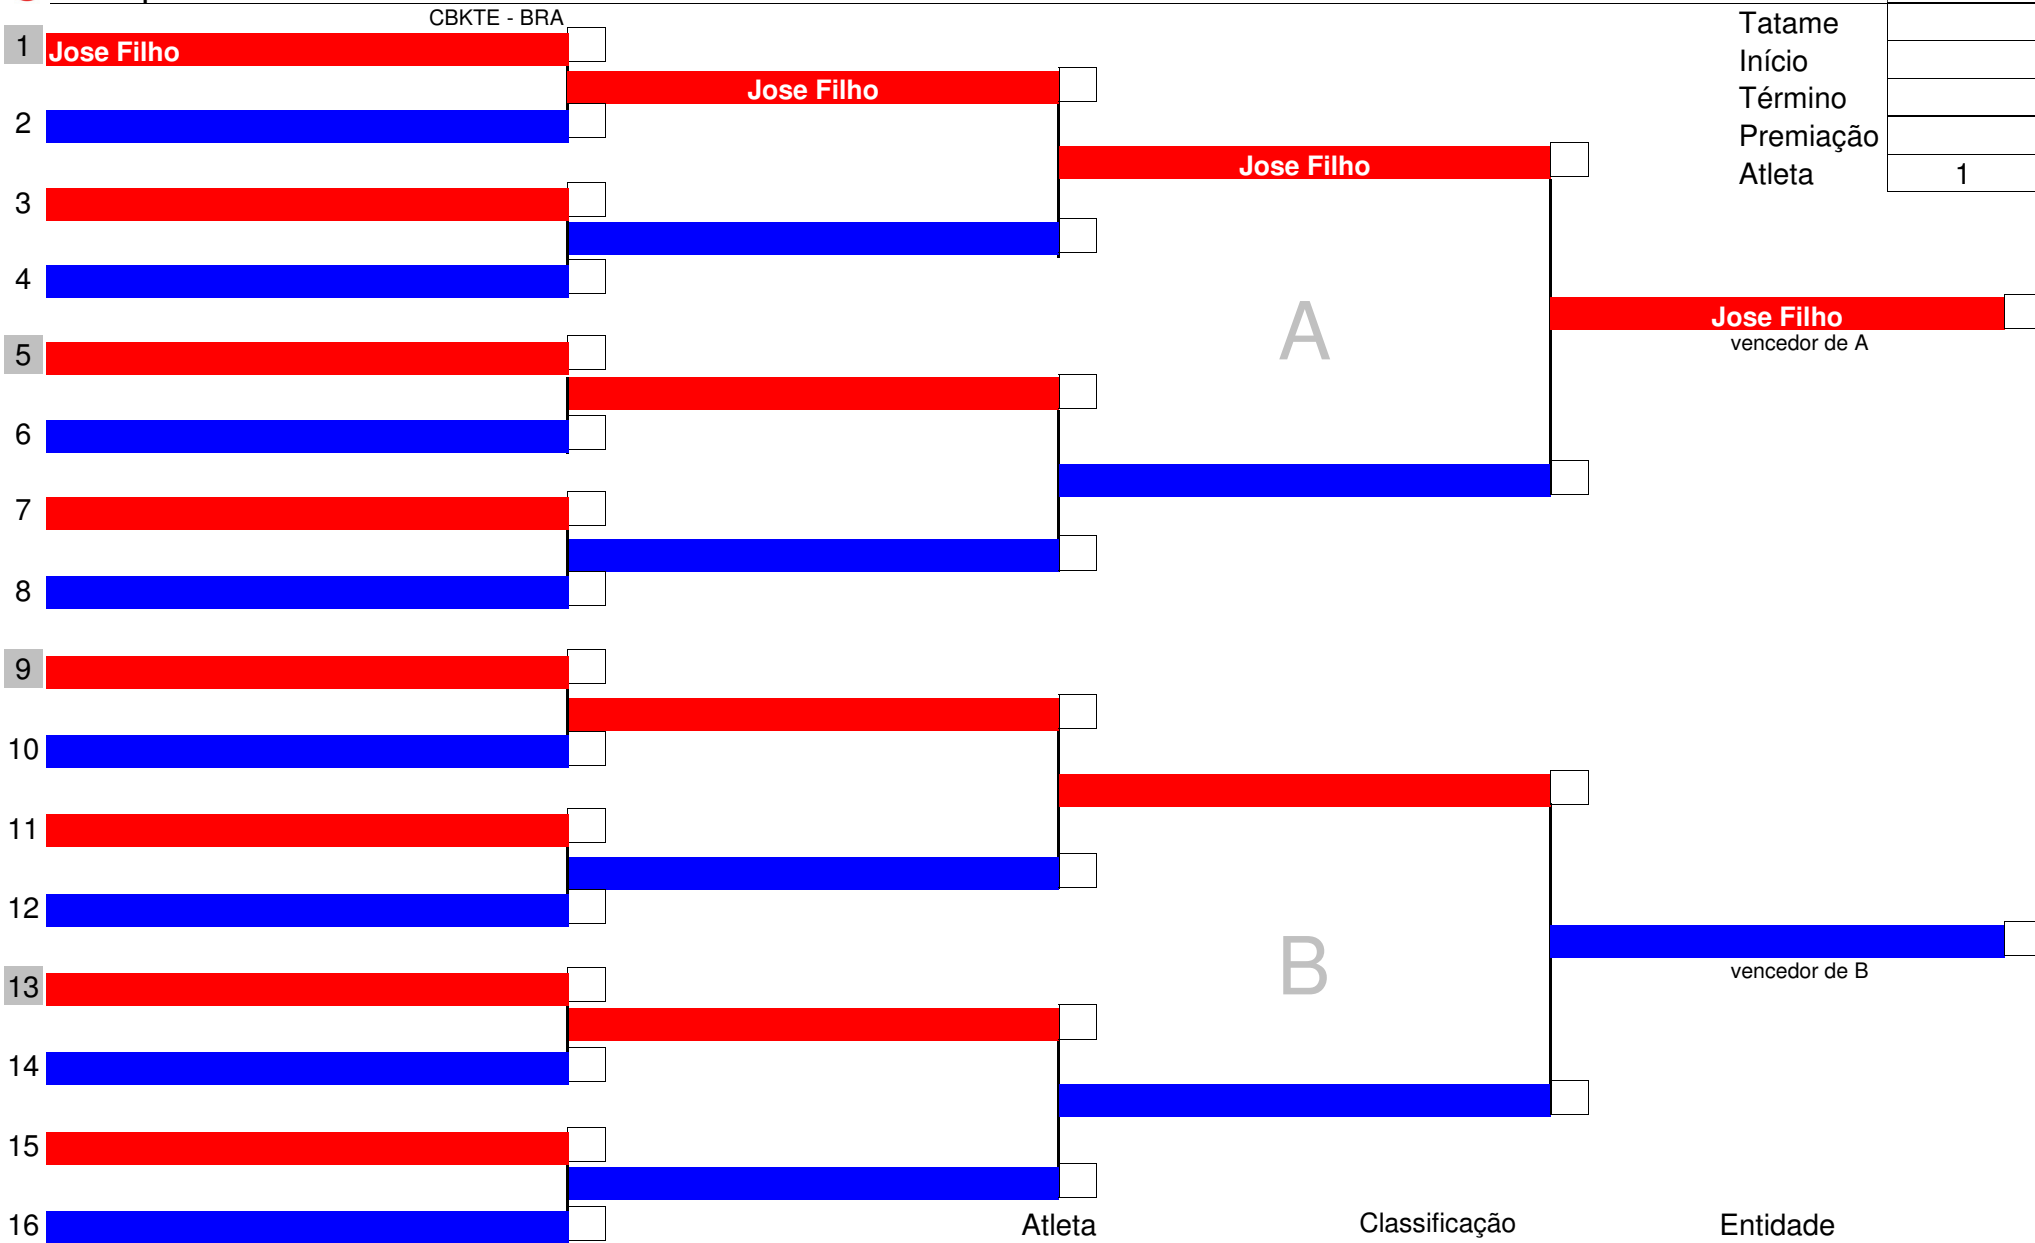 CBKTE - BRA
Tatame
1 Jose Filho
Início
Jose Filho
Término
2
Premiação
Jose Filho
Atleta 1
3
4
A
Jose Filho
vencedor de A
5
6
7
8
9
10
11
12
B
vencedor de B
13
14
15
16
Atleta Classificação Entidade